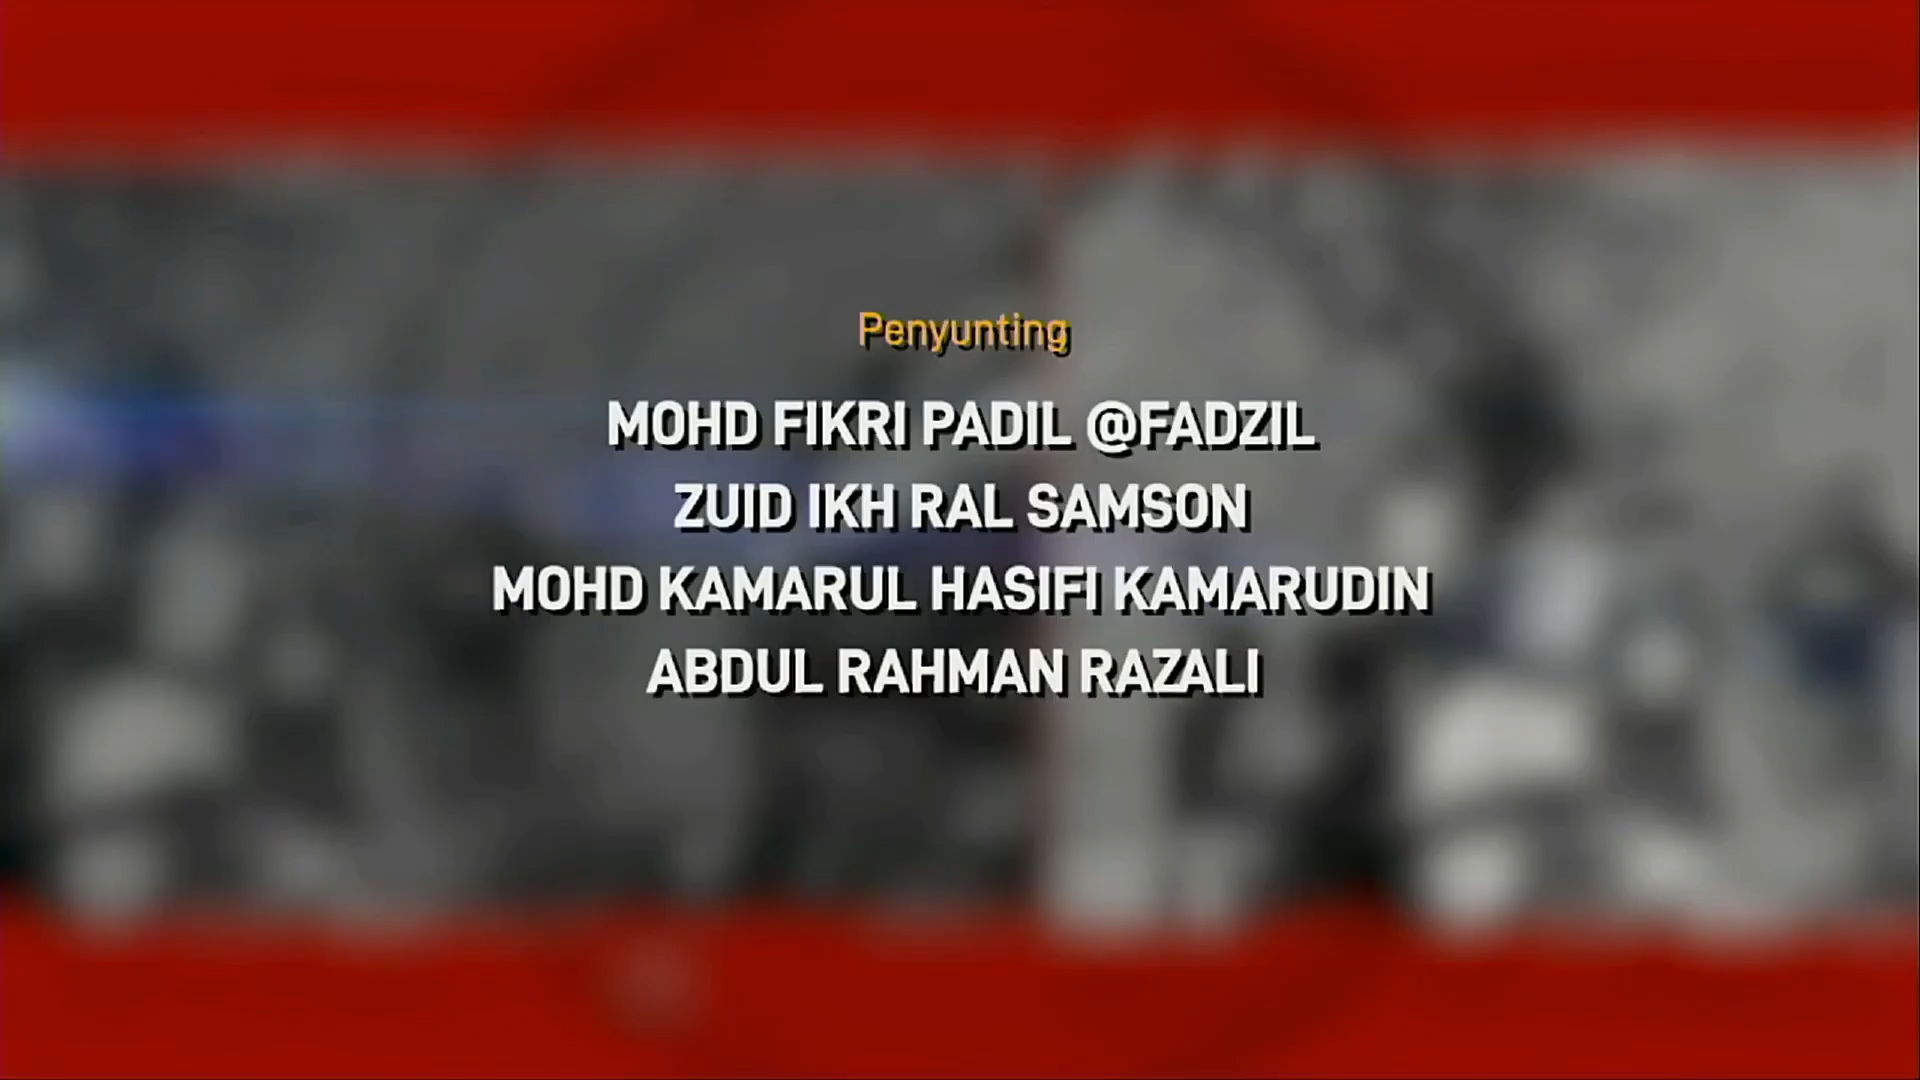 Penyunting
MOHD FIKRI PADIL @FADZIL
ZUID IKH RAL SAMSON
MOHD KAMARUL HASIFI KAMARUDIN
ABDUL RAHMAN RAZALI